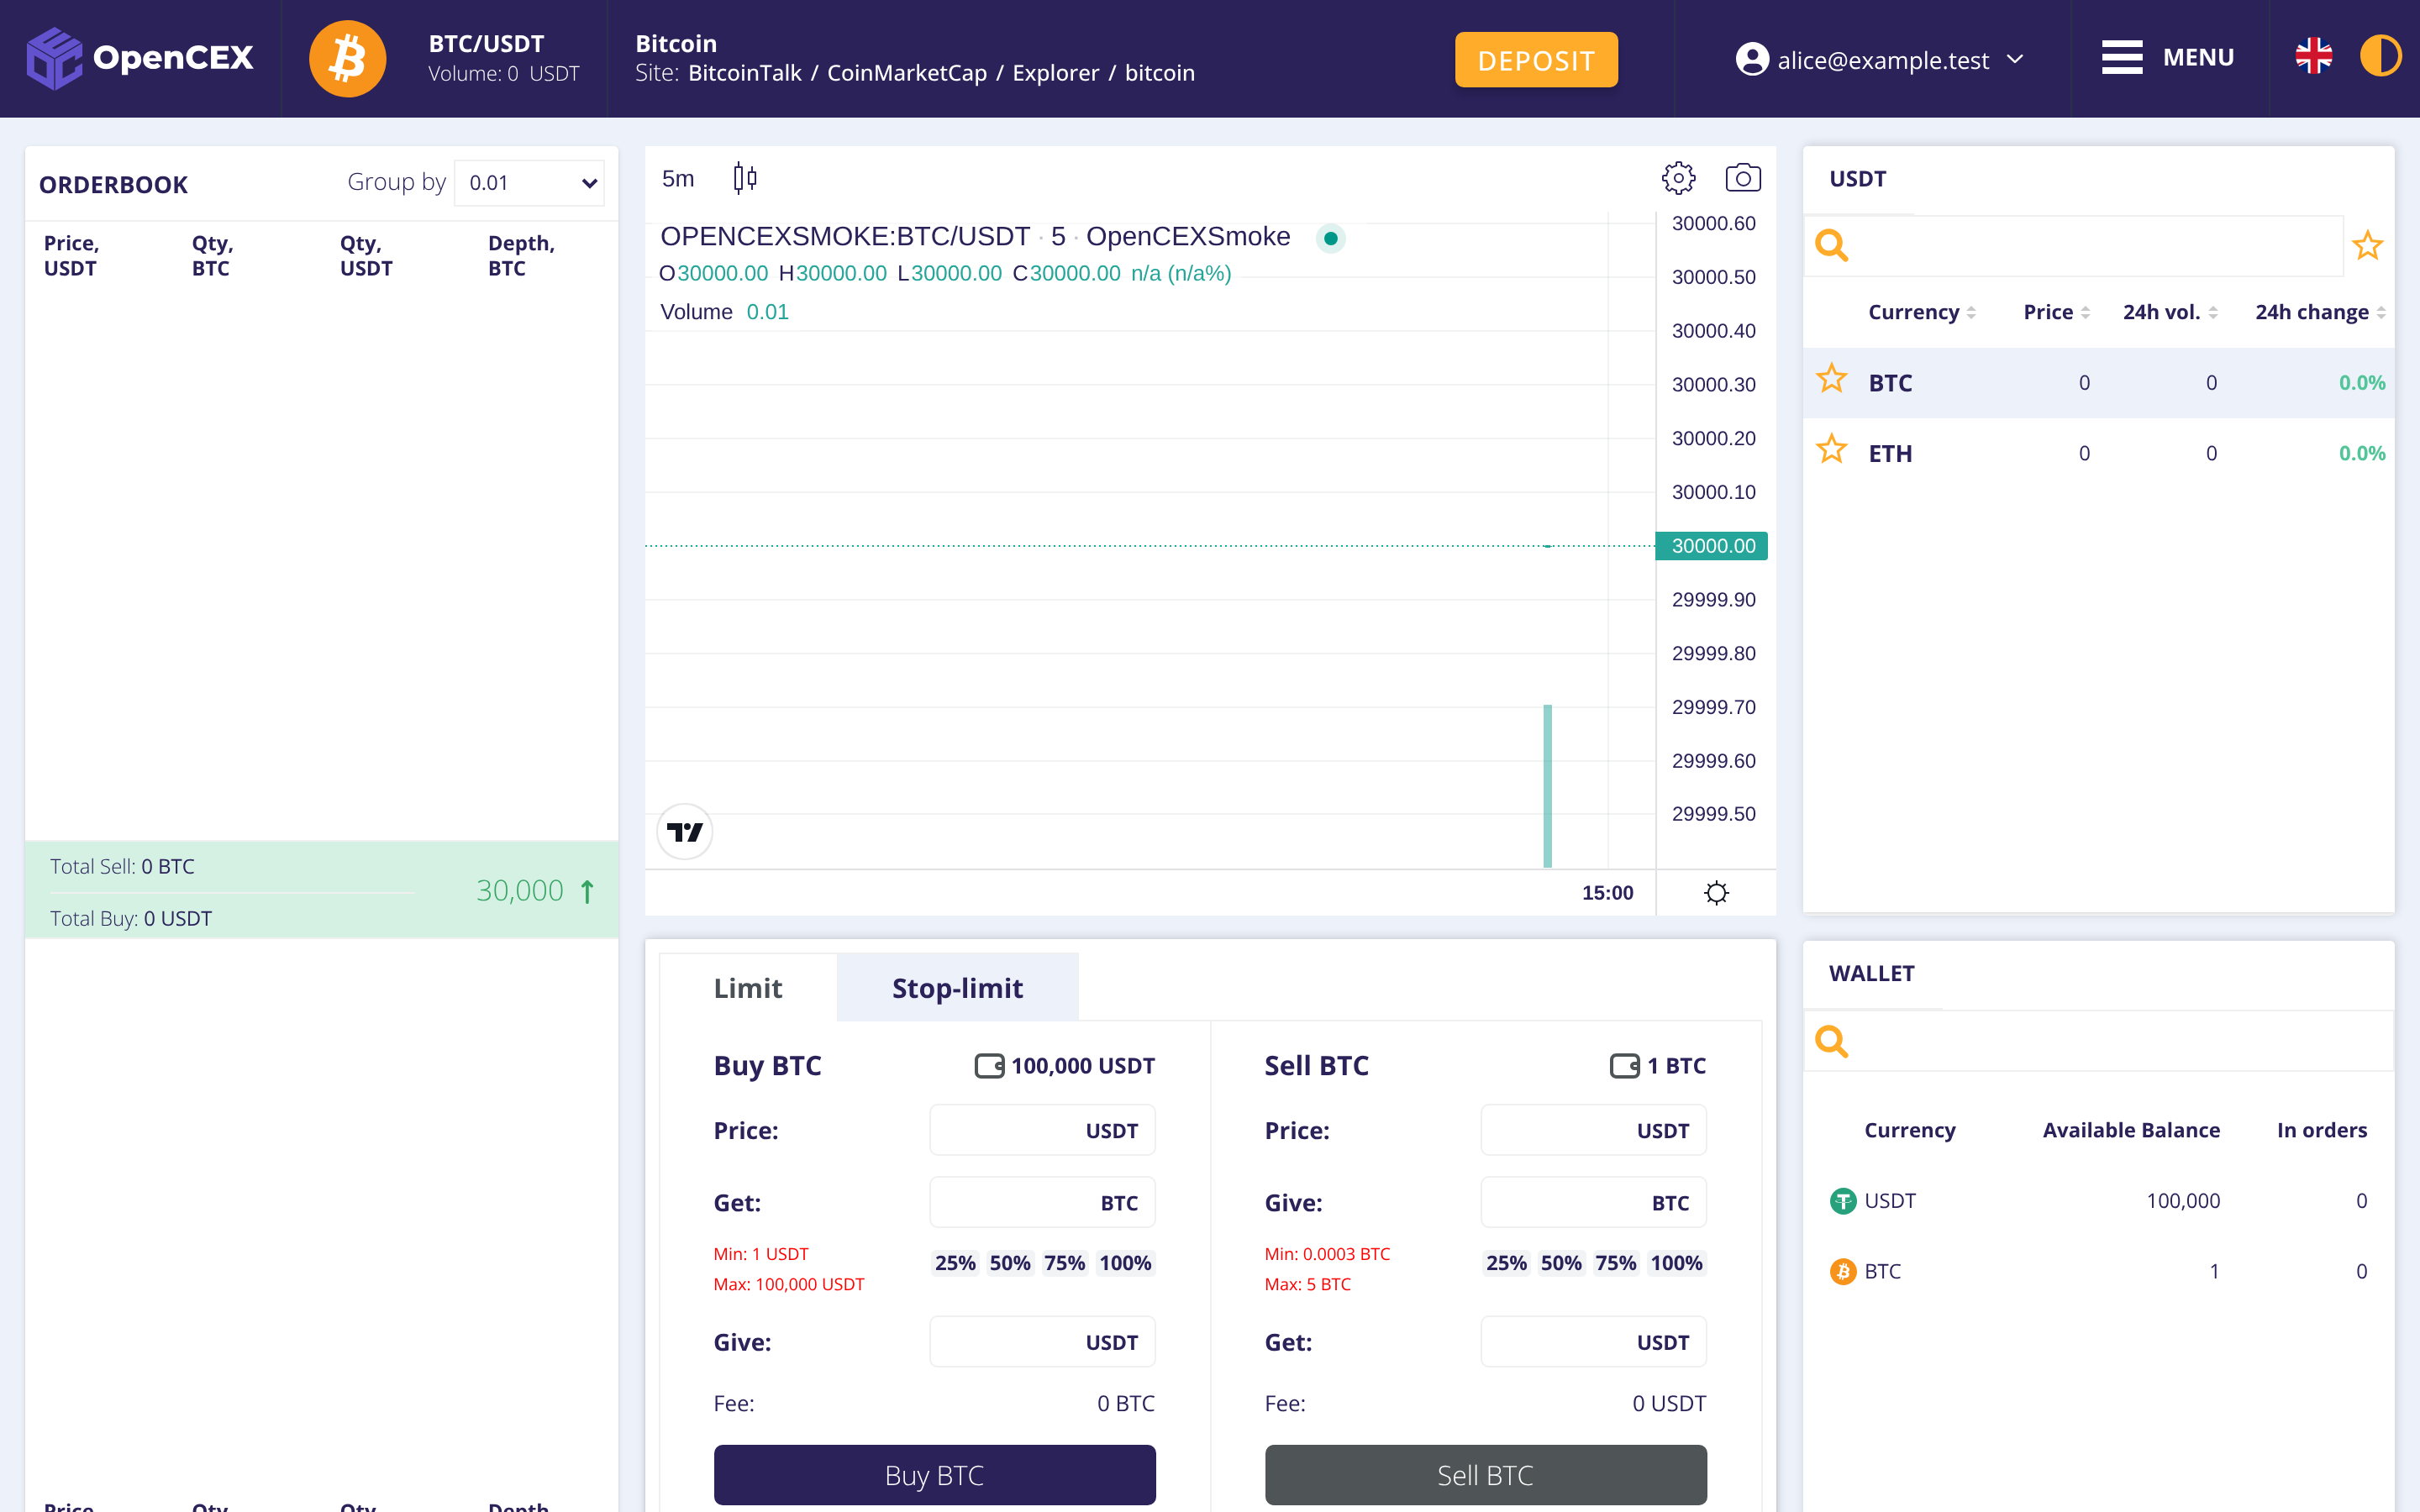 OpenCEX
BTC/USDT
Volume: 0 USDT
Bitcoin
Site: BitcoinTalk / CoinMarketCap / Explorer / bitcoin
DEPOSIT
alice@example.test
MENU
ORDERBOOK
Group by
0.01
Price, USDT
Qty, BTC
Qty, USDT
Depth, BTC
Total Sell: 0 BTC
Total Buy: 0 USDT
30,000 ↑
Price
Qty
Qty
Depth
5m
OPENCEXSMOKE:BTC/USDT · 5 · OpenCEXSmoke
O30000.00 H30000.00 L30000.00 C30000.00 n/a (n/a%)
Volume 0.01
30000.60
30000.50
30000.40
30000.30
30000.20
30000.10
30000.00
29999.90
29999.80
29999.70
29999.60
29999.50
15:00
Limit
Stop-limit
Buy BTC
100,000 USDT
Price:
USDT
Get:
BTC
Min: 1 USDT
Max: 100,000 USDT
25% 50% 75% 100%
Give:
USDT
Fee:
0 BTC
Buy BTC
Sell BTC
1 BTC
Price:
USDT
Give:
BTC
Min: 0.0003 BTC
Max: 5 BTC
25% 50% 75% 100%
Get:
USDT
Fee:
0 USDT
Sell BTC
USDT
Currency Price 24h vol. 24h change
BTC 0 0 0.0%
ETH 0 0 0.0%
WALLET
Currency Available Balance In orders
USDT 100,000 0
BTC 1 0